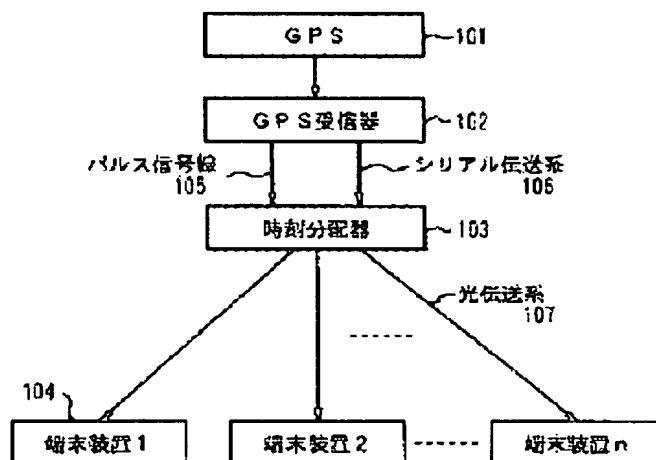 GPS 101
GPS受信器 102
パルス信号線 シリアル伝送系
105 106
時刻分配器 103
光伝送系
107
104
端末装置1 端末装置2 端末装置n